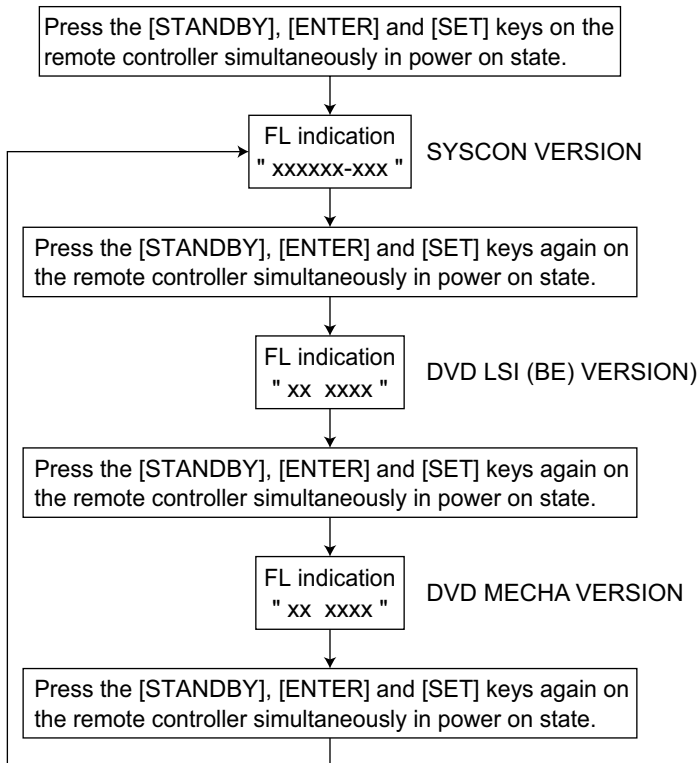 Press the [STANDBY], [ENTER] and [SET] keys on the
remote controller simultaneously in power on state.
FL indication
" xxxxxx-xxx "
SYSCON VERSION
Press the [STANDBY], [ENTER] and [SET] keys again on
the remote controller simultaneously in power on state.
FL indication
" xx  xxxx "
DVD LSI (BE) VERSION)
Press the [STANDBY], [ENTER] and [SET] keys again on
the remote controller simultaneously in power on state.
FL indication
" xx  xxxx "
DVD MECHA VERSION
Press the [STANDBY], [ENTER] and [SET] keys again on
the remote controller simultaneously in power on state.